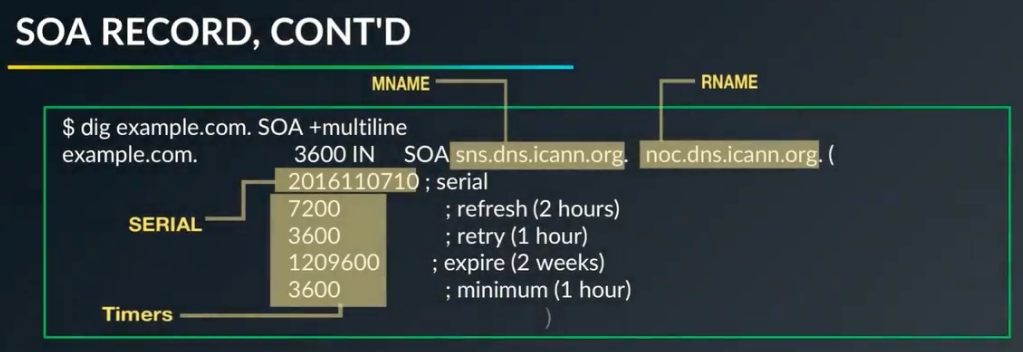 SOA RECORD, CONT'D
MNAME
RNAME
$ dig example.com. SOA +multiline
example.com. 3600 IN SOA sns.dns.icann.org. noc.dns.icann.org. (
2016110710 ; serial
SERIAL
7200 ; refresh (2 hours)
3600 ; retry (1 hour)
1209600 ; expire (2 weeks)
3600 ; minimum (1 hour)
Timers
)